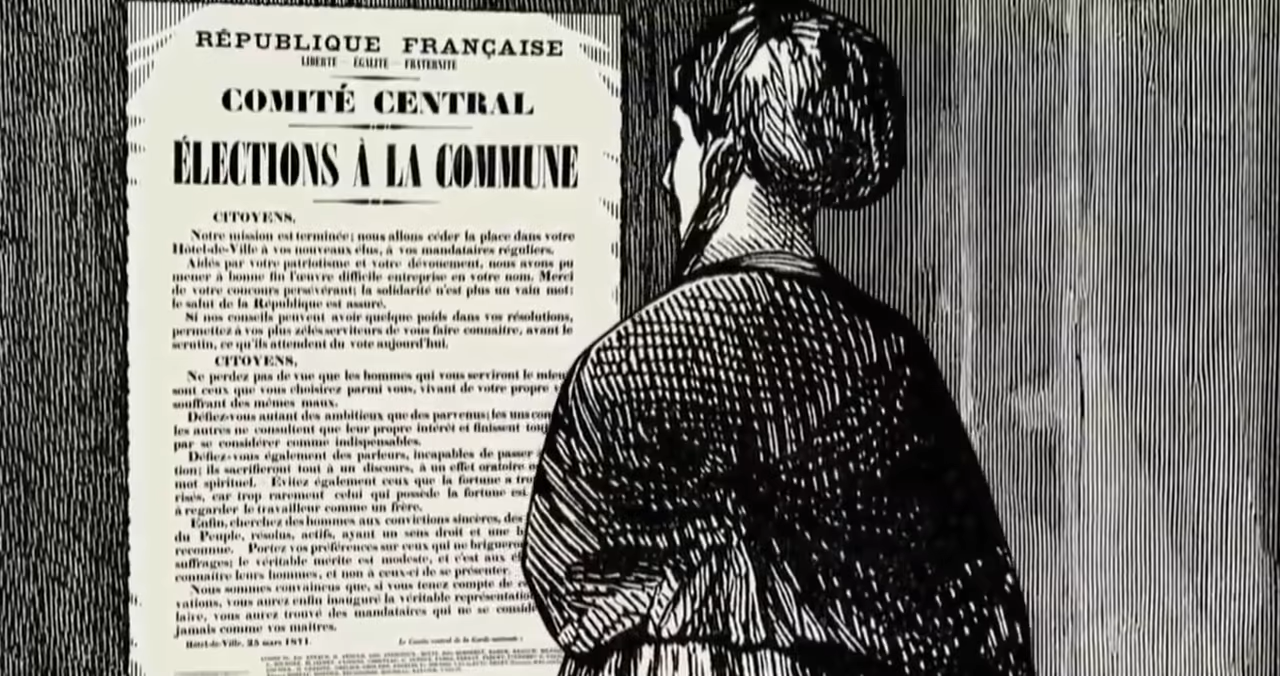 RÉPUBLIQUE FRANÇAISE
LIBERTÉ – ÉGALITÉ – FRATERNITÉ
COMITÉ CENTRAL
ÉLECTIONS À LA COMMUNE
CITOYENS,
Notre mission est terminée; nous allons céder la place dans votre
Hôtel-de-Ville à vos nouveaux élus, à vos mandataires réguliers.
Aidés par votre patriotisme et votre dévouement, nous avons pu
mener à bonne fin l'œuvre difficile entreprise en votre nom. Merci
de votre concours persévérant; la solidarité n'est plus un vain mot:
le salut de la République est assuré.
Si nos conseils peuvent avoir quelque poids dans vos résolutions,
permettez à vos plus zélés serviteurs de vous faire connaître, avant le
scrutin, ce qu'ils attendent du vote aujourd'hui.
CITOYENS,
Ne perdez pas de vue que les hommes qui vous serviront le mieu
sont ceux que vous choisirez parmi vous, vivant de votre propre
souffrant des mêmes maux.
Défiez-vous autant des ambitieux que des parvenus; les uns con
les autres ne consultent que leur propre intérêt et finissent touj
par se considérer comme indispensables.
Défiez-vous également des parleurs, incapables de passer
tion; ils sacrifieront tout à un discours, à un effet oratoire o
mot spirituel. Évitez également ceux que la fortune a tro
risés, car trop rarement celui qui possède la fortune est
à regarder le travailleur comme un frère.
Enfin, cherchez des hommes aux convictions sincères, des
du Peuple, résolus, actifs, ayant un sens droit et une h
reconnue. Portez vos préférences sur ceux qui ne brigueron
suffrages; le véritable mérite est modeste, et c'est aux él
connaître leurs hommes, et non à ceux-ci de se présenter.
Nous sommes convaincus que, si vous tenez compte de
vations, vous aurez enfin inauguré la véritable représentation
laire, vous aurez trouvé des mandataires qui ne se considè
jamais comme vos maîtres.
Hôtel-de-Ville, 25 mars 1871.
Le Comité central de la Garde nationale :